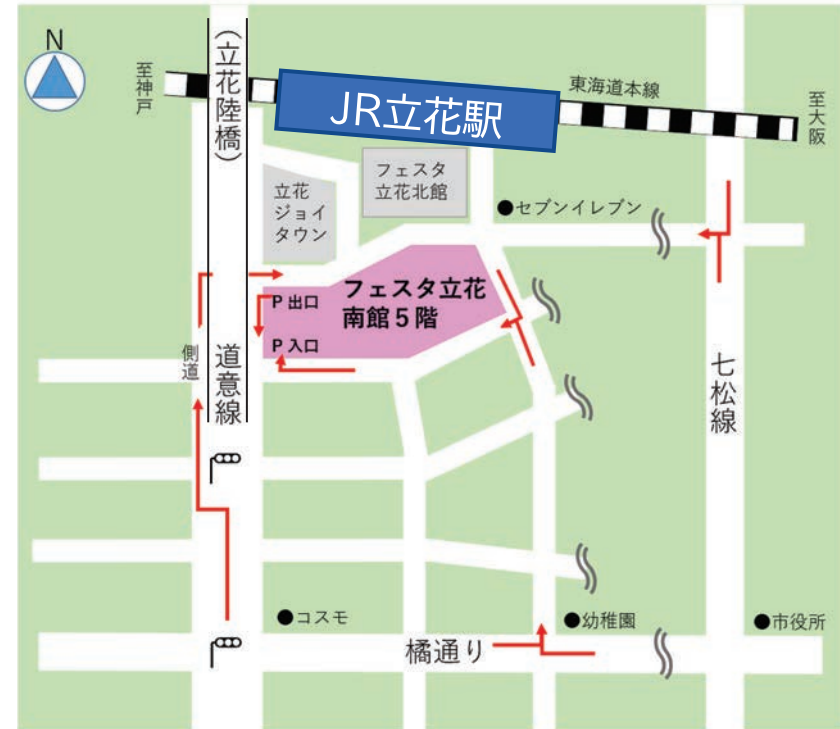 N
至神戸
(立花陸橋)
JR立花駅
東海道本線
至大阪
立花
ジョイ
タウン
フェスタ
立花北館
●セブンイレブン
P 出口
フェスタ立花
南館５階
P 入口
側道
道意線
七松線
●コスモ
●幼稚園
●市役所
橘通り